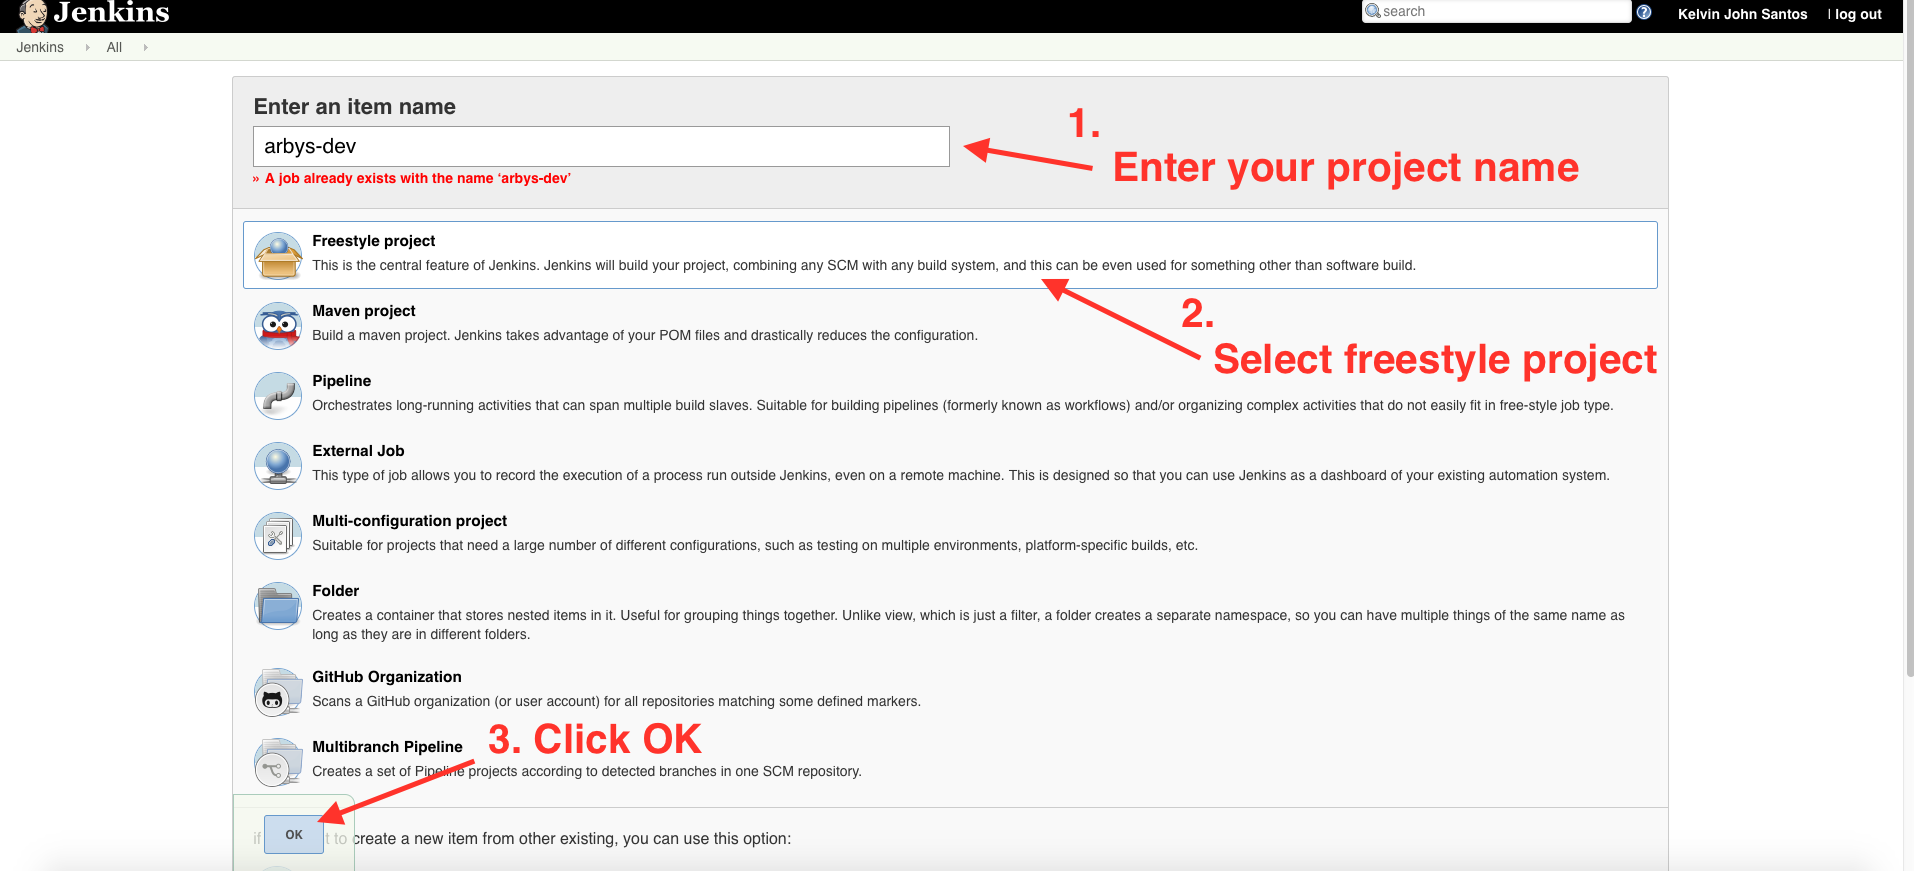 Jenkins
search
Kelvin John Santos | log out
Jenkins All
Enter an item name
arbys-dev
» A job already exists with the name ‘arbys-dev’
1.
Enter your project name
Freestyle project
This is the central feature of Jenkins. Jenkins will build your project, combining any SCM with any build system, and this can be even used for something other than software build.
2.
Select freestyle project
Maven project
Build a maven project. Jenkins takes advantage of your POM files and drastically reduces the configuration.
Pipeline
Orchestrates long-running activities that can span multiple build slaves. Suitable for building pipelines (formerly known as workflows) and/or organizing complex activities that do not easily fit in free-style job type.
External Job
This type of job allows you to record the execution of a process run outside Jenkins, even on a remote machine. This is designed so that you can use Jenkins as a dashboard of your existing automation system.
Multi-configuration project
Suitable for projects that need a large number of different configurations, such as testing on multiple environments, platform-specific builds, etc.
Folder
Creates a container that stores nested items in it. Useful for grouping things together. Unlike view, which is just a filter, a folder creates a separate namespace, so you can have multiple things of the same name as
long as they are in different folders.
GitHub Organization
Scans a GitHub organization (or user account) for all repositories matching some defined markers.
3. Click OK
Multibranch Pipeline
Creates a set of Pipeline projects according to detected branches in one SCM repository.
OK
if to create a new item from other existing, you can use this option: